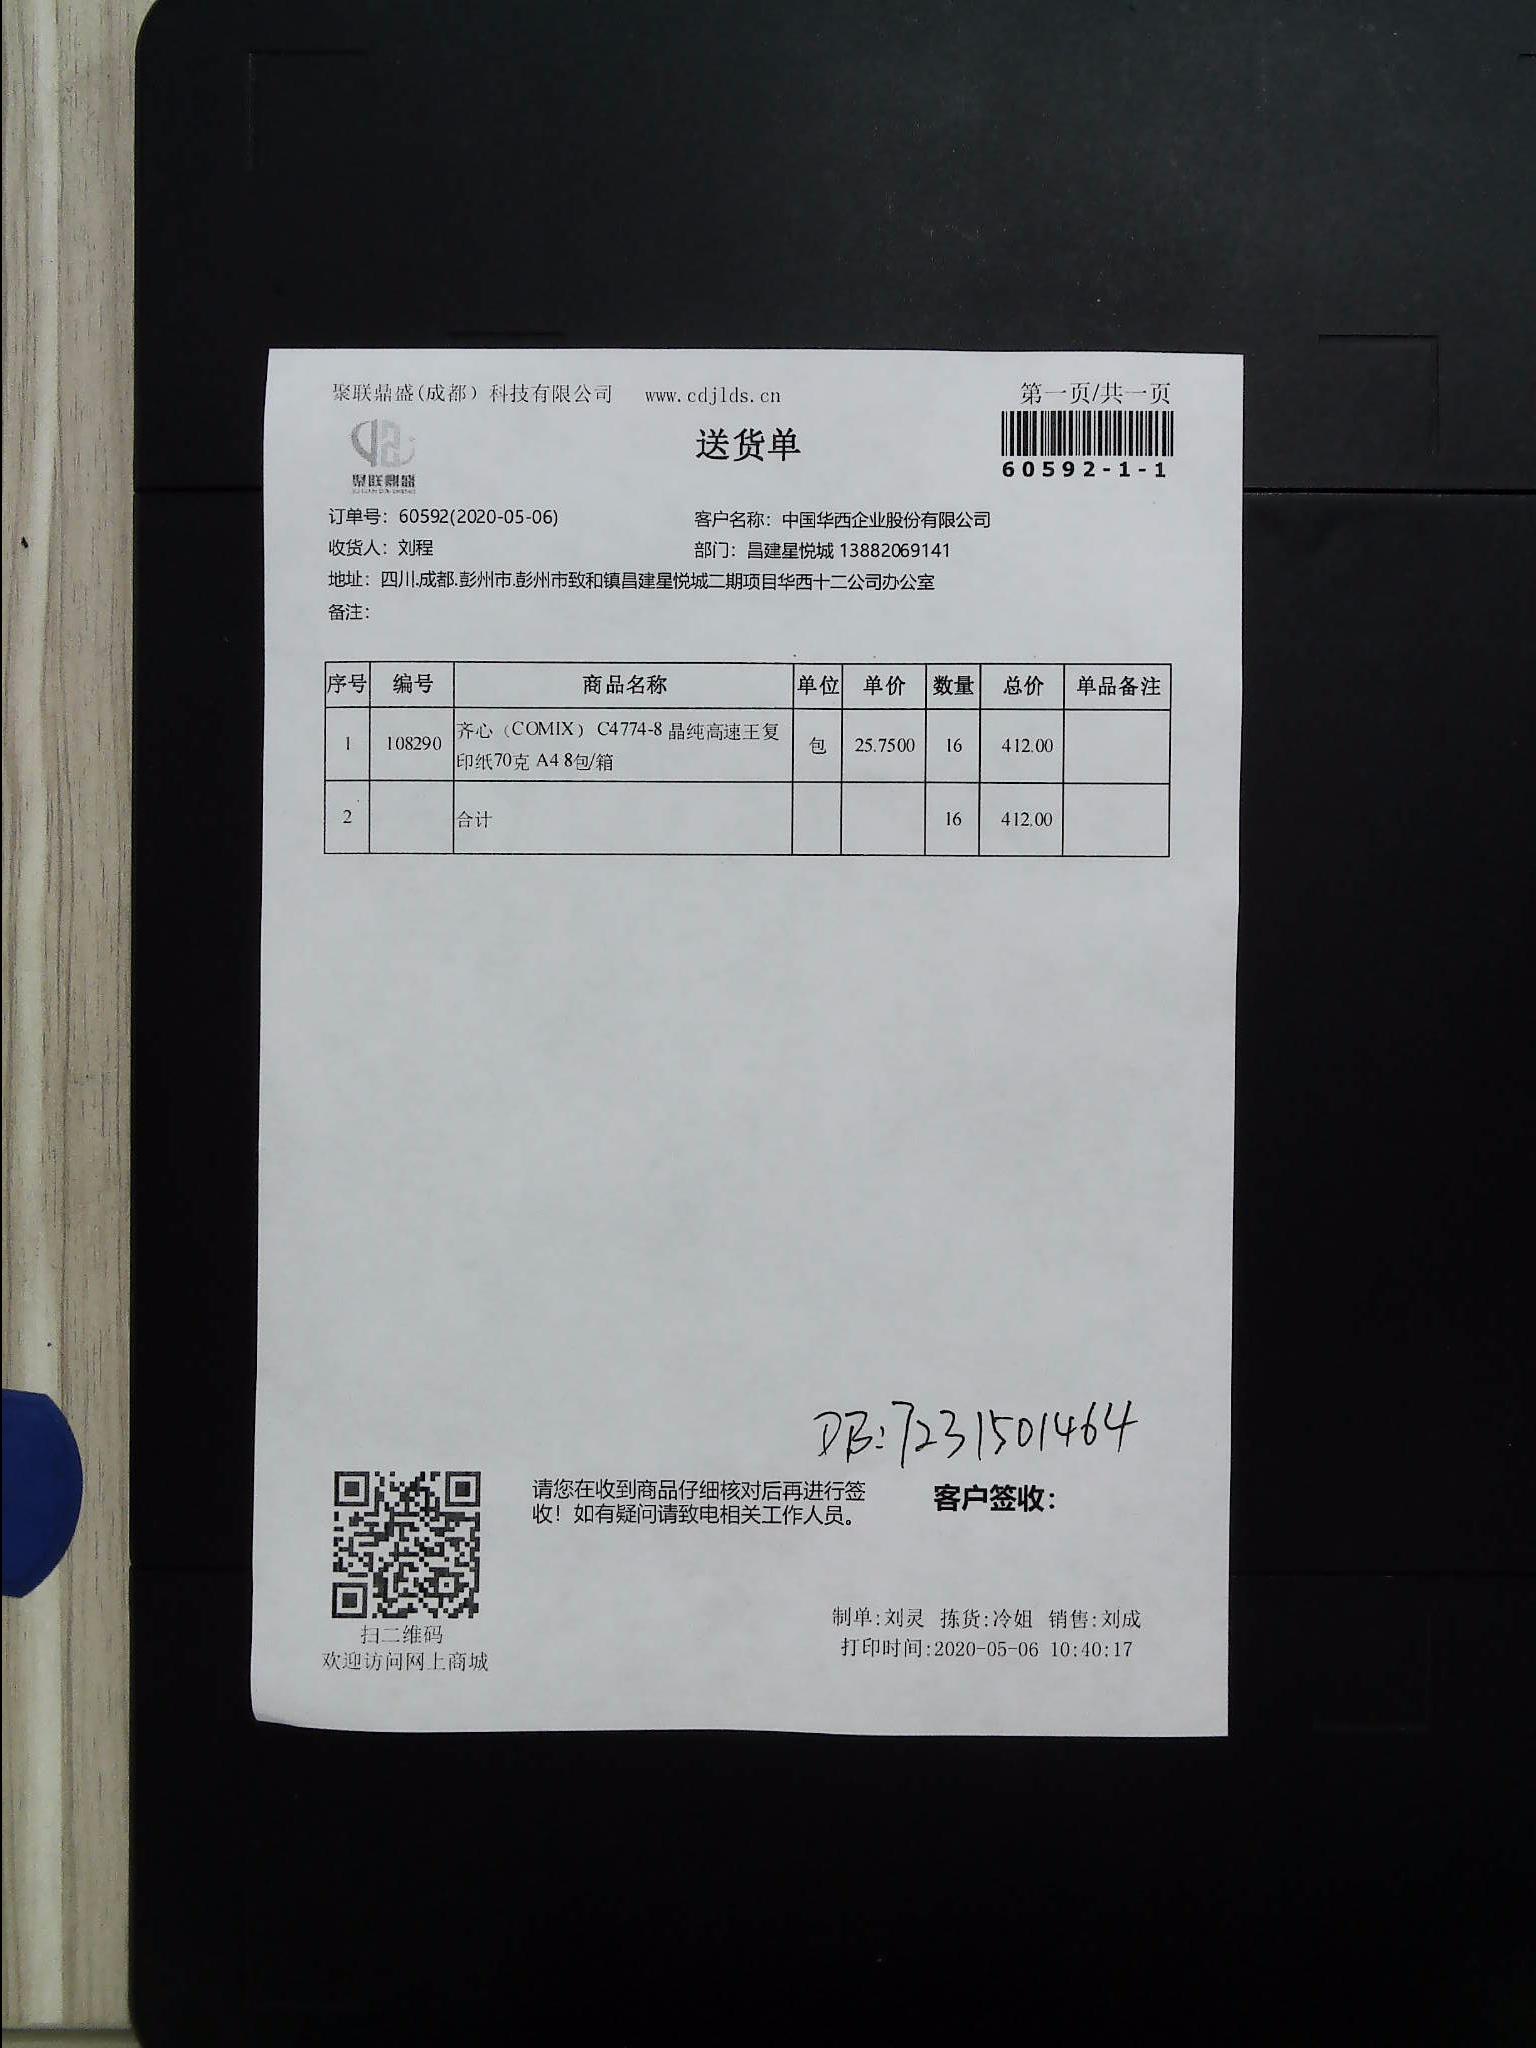 聚联鼎盛(成都）科技有限公司 www.cdjlds.cn 第一页/共一页
聚联鼎盛
送货单
60592-1-1
订单号：60592(2020-05-06) 客户名称：中国华西企业股份有限公司
收货人：刘程 部门：昌建星悦城 13882069141
地址：四川.成都.彭州市.彭州市致和镇昌建星悦城二期项目华西十二公司办公室
备注：
序号 编号 商品名称 单位 单价 数量 总价 单品备注
1 108290 齐心（COMIX） C4774-8 晶纯高速王复 包 25.7500 16 412.00
印纸70克 A4 8包/箱
2 合计 16 412.00
DB:7231501464
请您在收到商品仔细核对后再进行签 客户签收：
收！如有疑问请致电相关工作人员。
制单:刘灵 拣货:冷姐 销售:刘成
扫二维码
打印时间:2020-05-06 10:40:17
欢迎访问网上商城